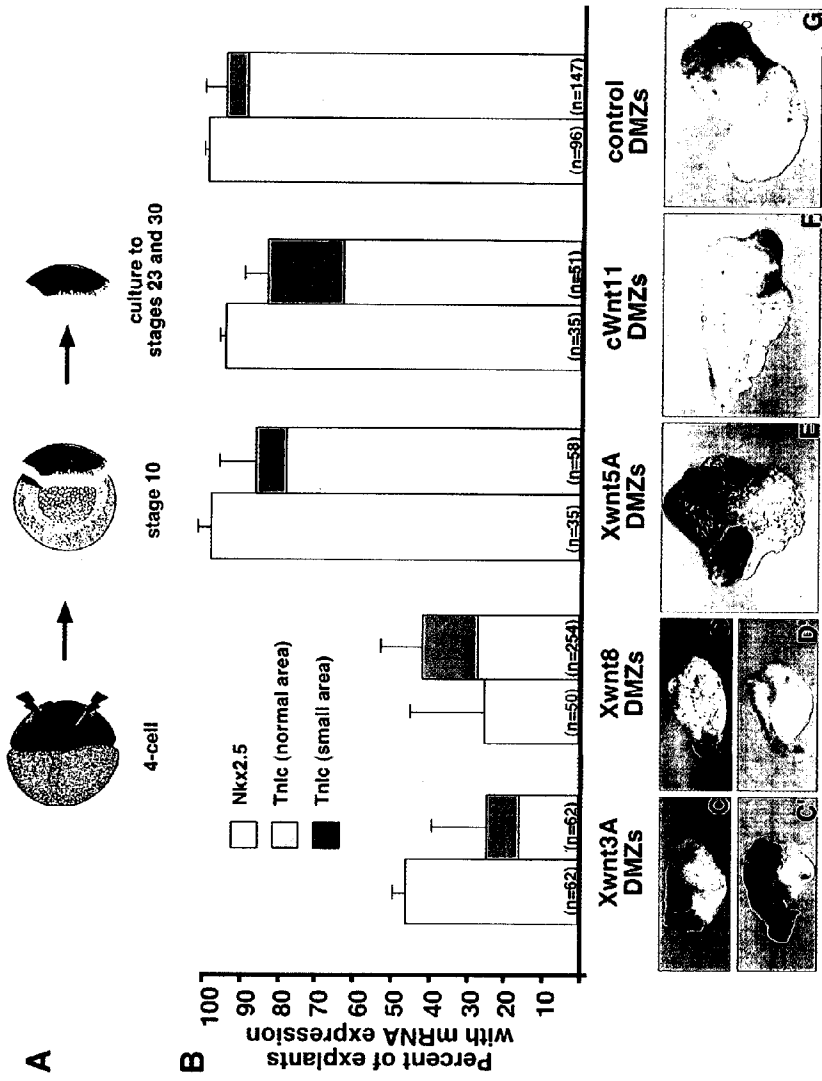 A
4-cell
stage 10
culture to
stages 23 and 30
B
Percent of explants
with mRNA expression
100
90
80
70
60
50
40
30
20
10
Nkx2.5
TnIc (normal area)
TnIc (small area)
(n=62)
(n=62)
(n=50)
(n=254)
(n=35)
(n=58)
(n=35)
(n=51)
(n=96)
(n=147)
Xwnt3A
DMZs
Xwnt8
DMZs
Xwnt5A
DMZs
cWnt11
DMZs
control
DMZs
C
C'
D
E
F
G